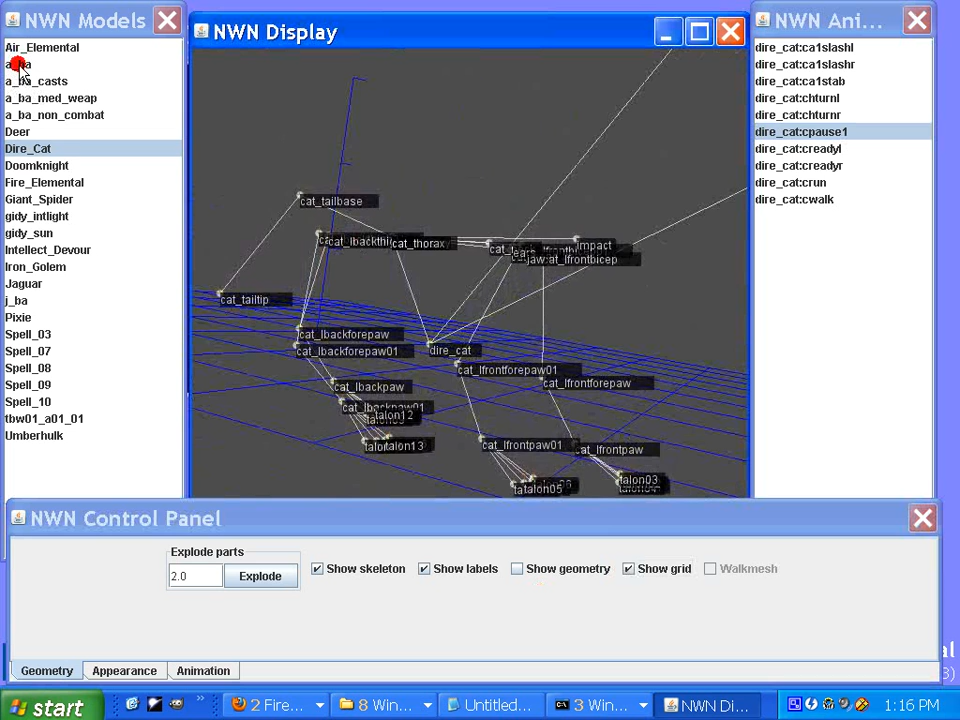 NWN Models
Air_Elemental
a_ba_casts
a_ba_med_weap
a_ba_non_combat
Deer
Dire_Cat
Doomknight
Fire_Elemental
Giant_Spider
gidy_intlight
gidy_sun
Intellect_Devour
Iron_Golem
Jaguar
j_ba
Pixie
Spell_03
Spell_07
Spell_08
Spell_09
Spell_10
tbw01_a01_01
Umberhulk
NWN Display
cat_tailbase
cat_thorax
impact
cat_tailtip
cat_lbackforepaw
cat_lbackforepaw01
dire_cat
cat_lfrontforepaw01
cat_lfrontforepaw
cat_lbackpaw
cat_lbackpaw01
talon12
talon13
cat_lfrontpaw01
cat_lfrontpaw
talon03
talon05
NWN Ani...
dire_cat:ca1slashl
dire_cat:ca1slashr
dire_cat:ca1stab
dire_cat:chturnl
dire_cat:chturnr
dire_cat:cpause1
dire_cat:creadyl
dire_cat:creadyr
dire_cat:crun
dire_cat:cwalk
NWN Control Panel
Explode parts
2.0
Explode
Show skeleton
Show labels
Show geometry
Show grid
Walkmesh
Geometry
Appearance
Animation
al
3)
start
»
2 Fire...
8 Win...
Untitled...
3 Win...
NWN Di...
1:16 PM